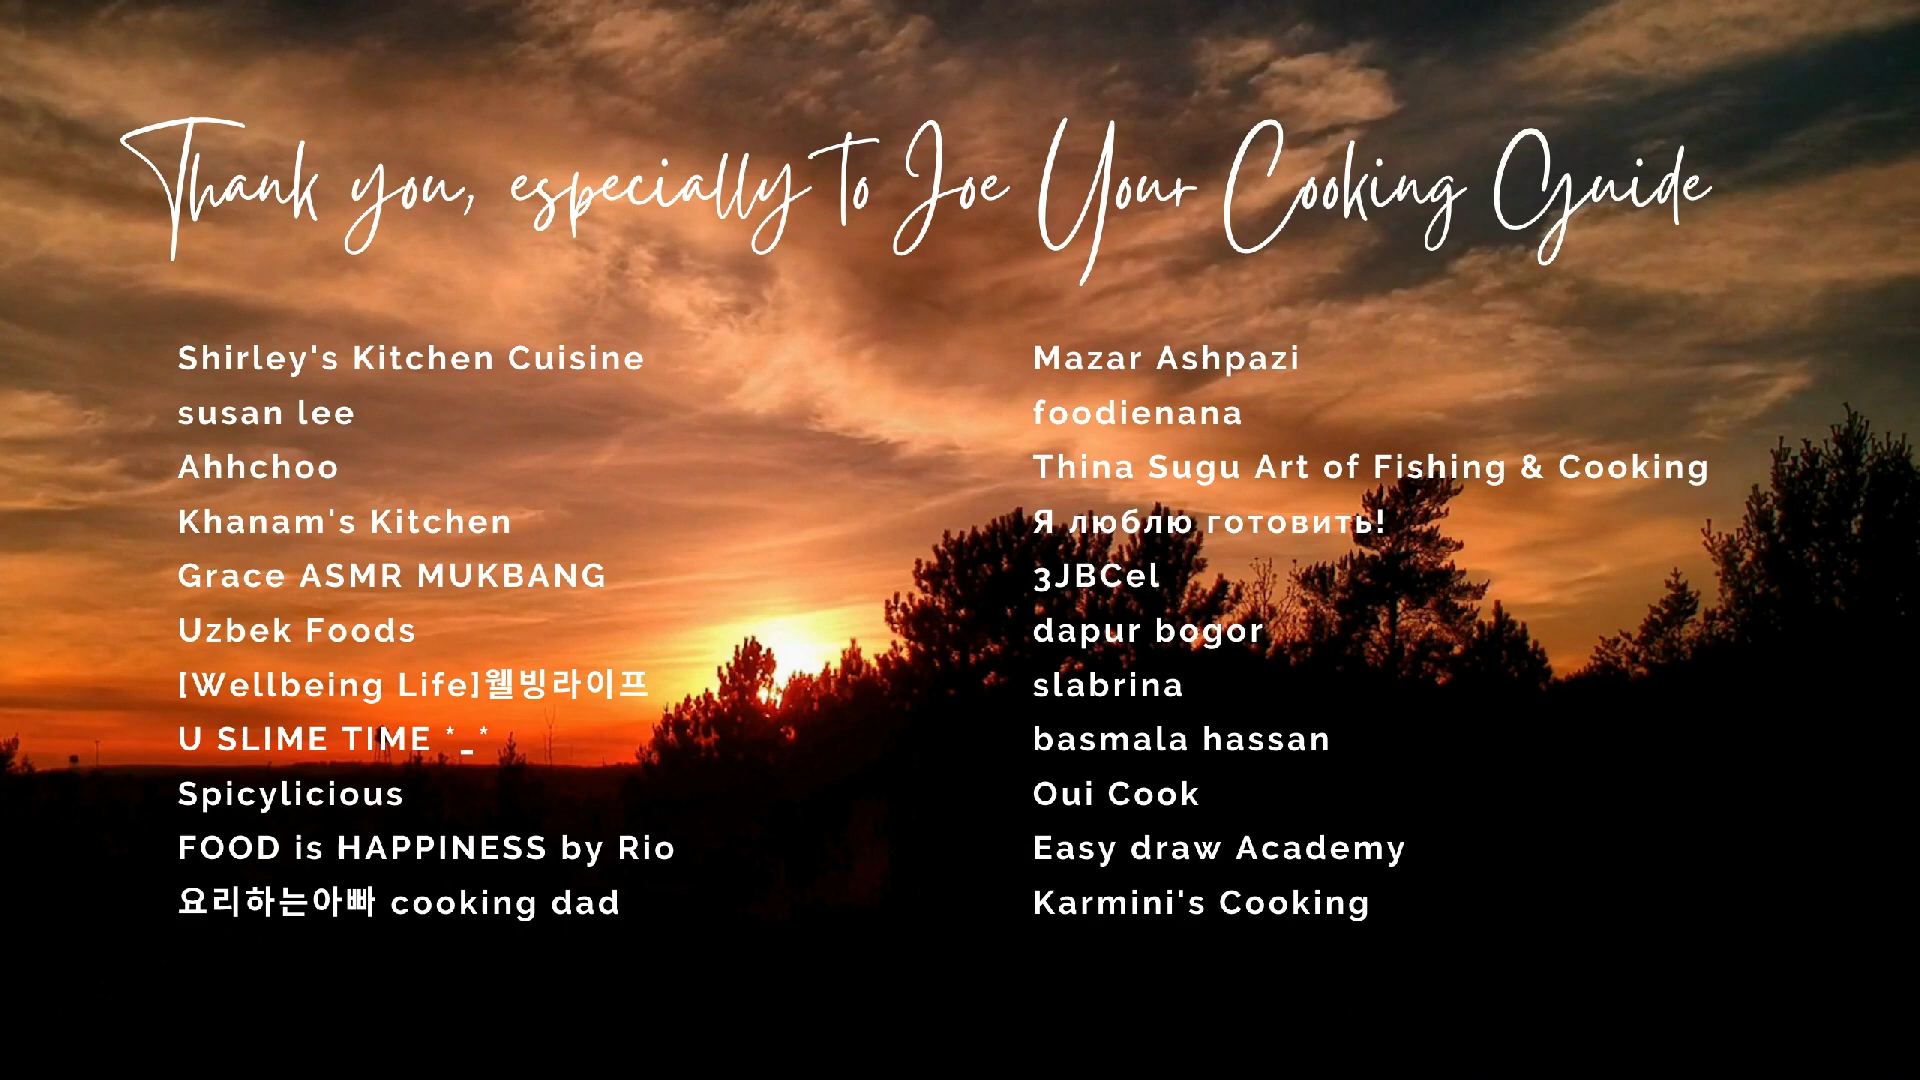 Thank you, especially to Joe Your Cooking Guide
Shirley's Kitchen Cuisine
susan lee
Ahhchoo
Khanam's Kitchen
Grace ASMR MUKBANG
Uzbek Foods
[Wellbeing Life]웰빙라이프
U SLIME TIME *_*
Spicylicious
FOOD is HAPPINESS by Rio
요리하는아빠 cooking dad
Mazar Ashpazi
foodienana
Thina Sugu Art of Fishing & Cooking
Я люблю готовить!
3JBCel
dapur bogor
slabrina
basmala hassan
Oui Cook
Easy draw Academy
Karmini's Cooking